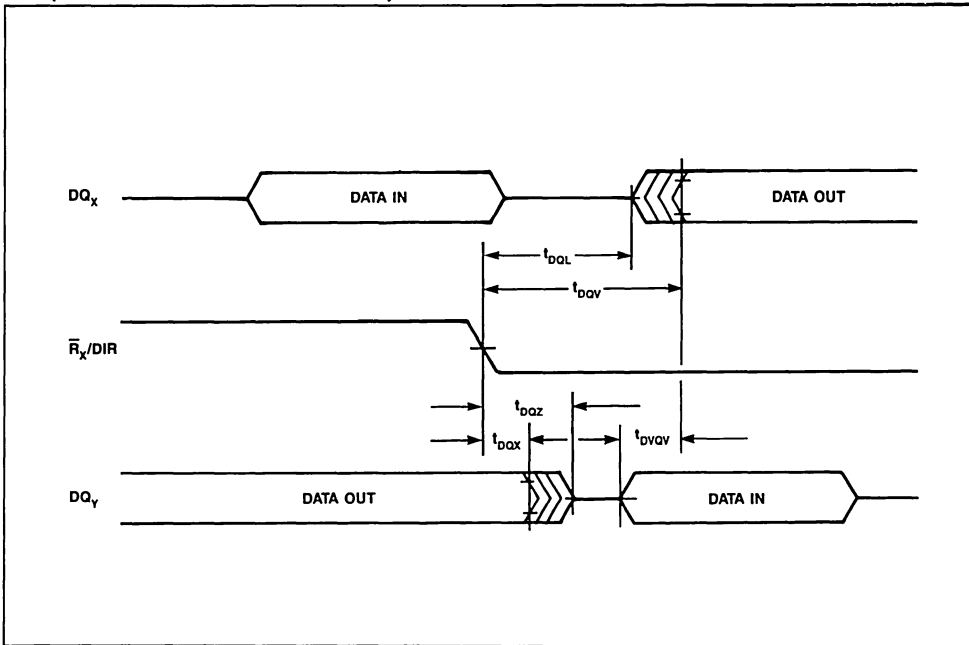 DQX
DATA IN
DATA OUT
tDQL
tDQV
R̅X/DIR
tDQZ
tDQX
tDVQV
DQY
DATA OUT
DATA IN